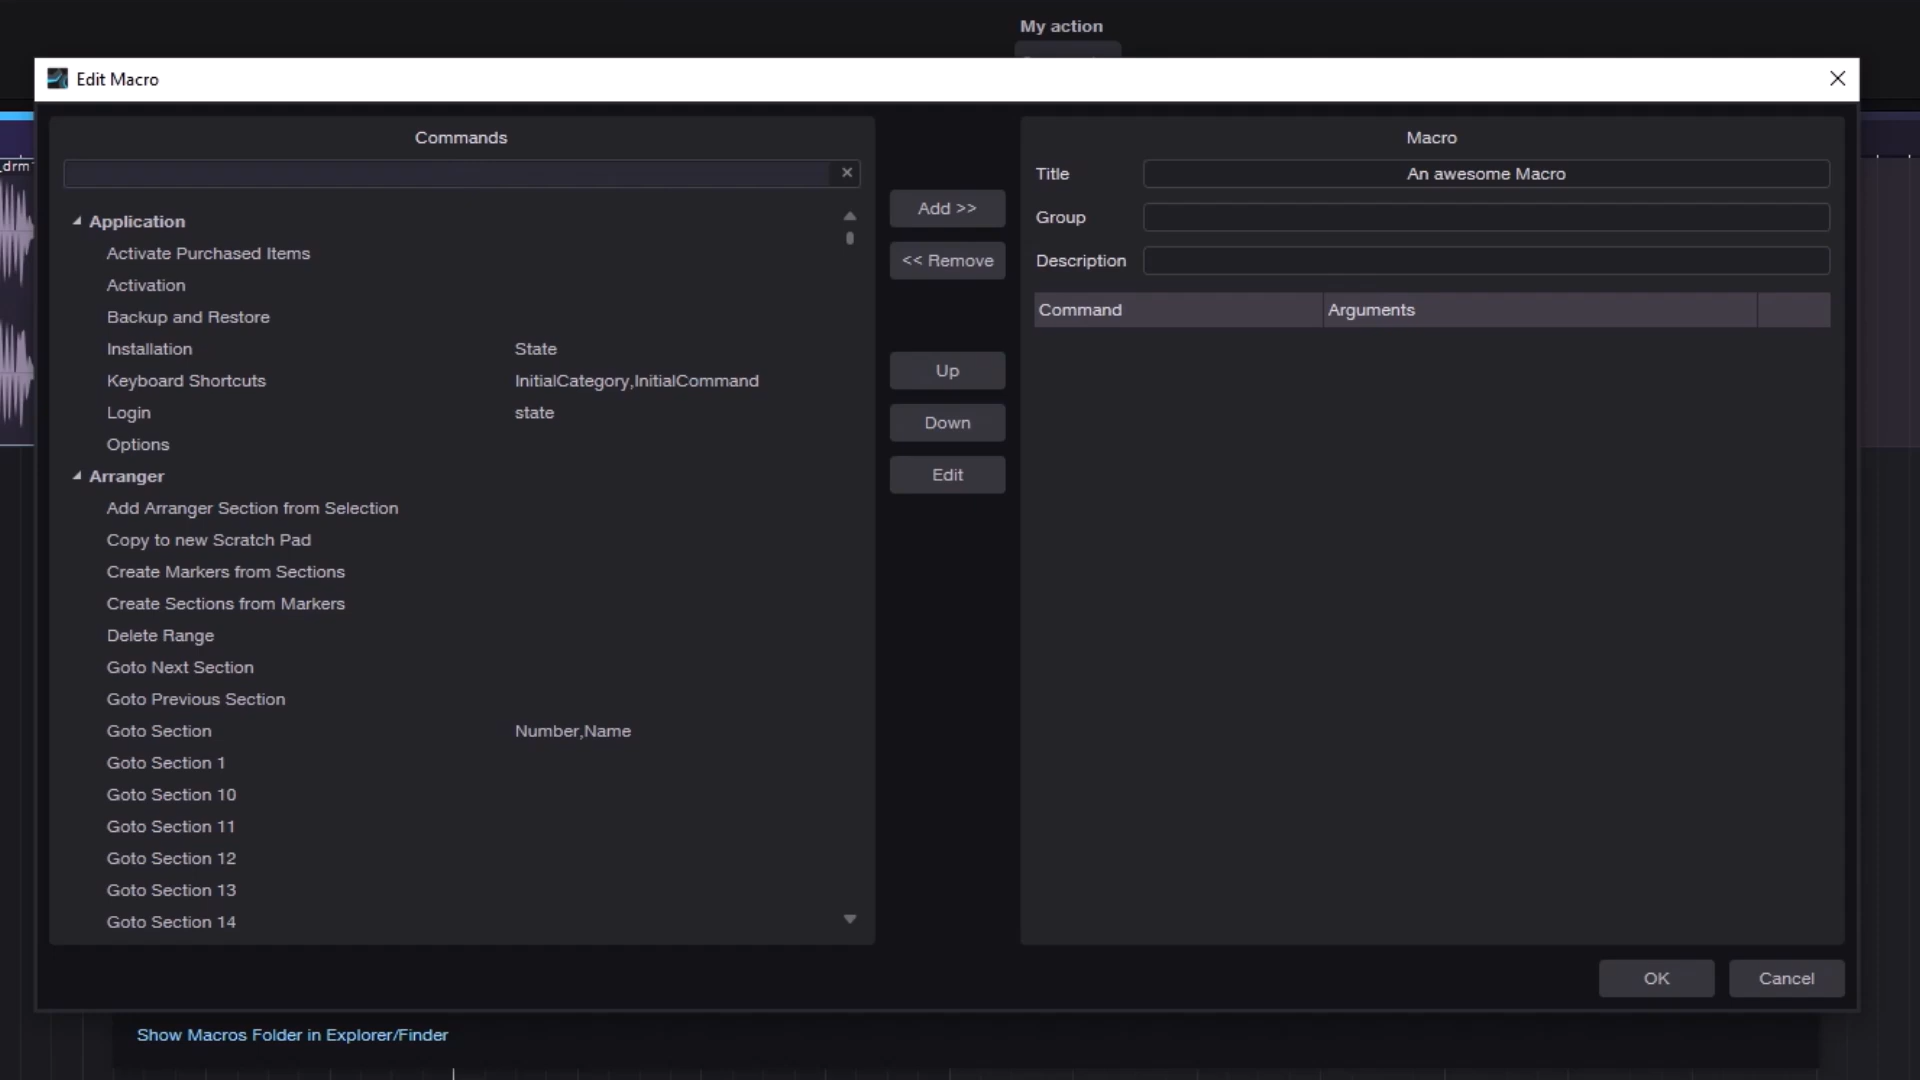 My action
Edit Macro
_drm
Commands
Macro
Title
An awesome Macro
Add >>
Group
Application
Activate Purchased Items
<< Remove
Description
Activation
Command
Arguments
Backup and Restore
Installation
State
Up
Keyboard Shortcuts
InitialCategory,InitialCommand
Login
state
Down
Options
Arranger
Edit
Add Arranger Section from Selection
Copy to new Scratch Pad
Create Markers from Sections
Create Sections from Markers
Delete Range
Goto Next Section
Goto Previous Section
Goto Section
Number,Name
Goto Section 1
Goto Section 10
Goto Section 11
Goto Section 12
Goto Section 13
Goto Section 14
OK
Cancel
Show Macros Folder in Explorer/Finder